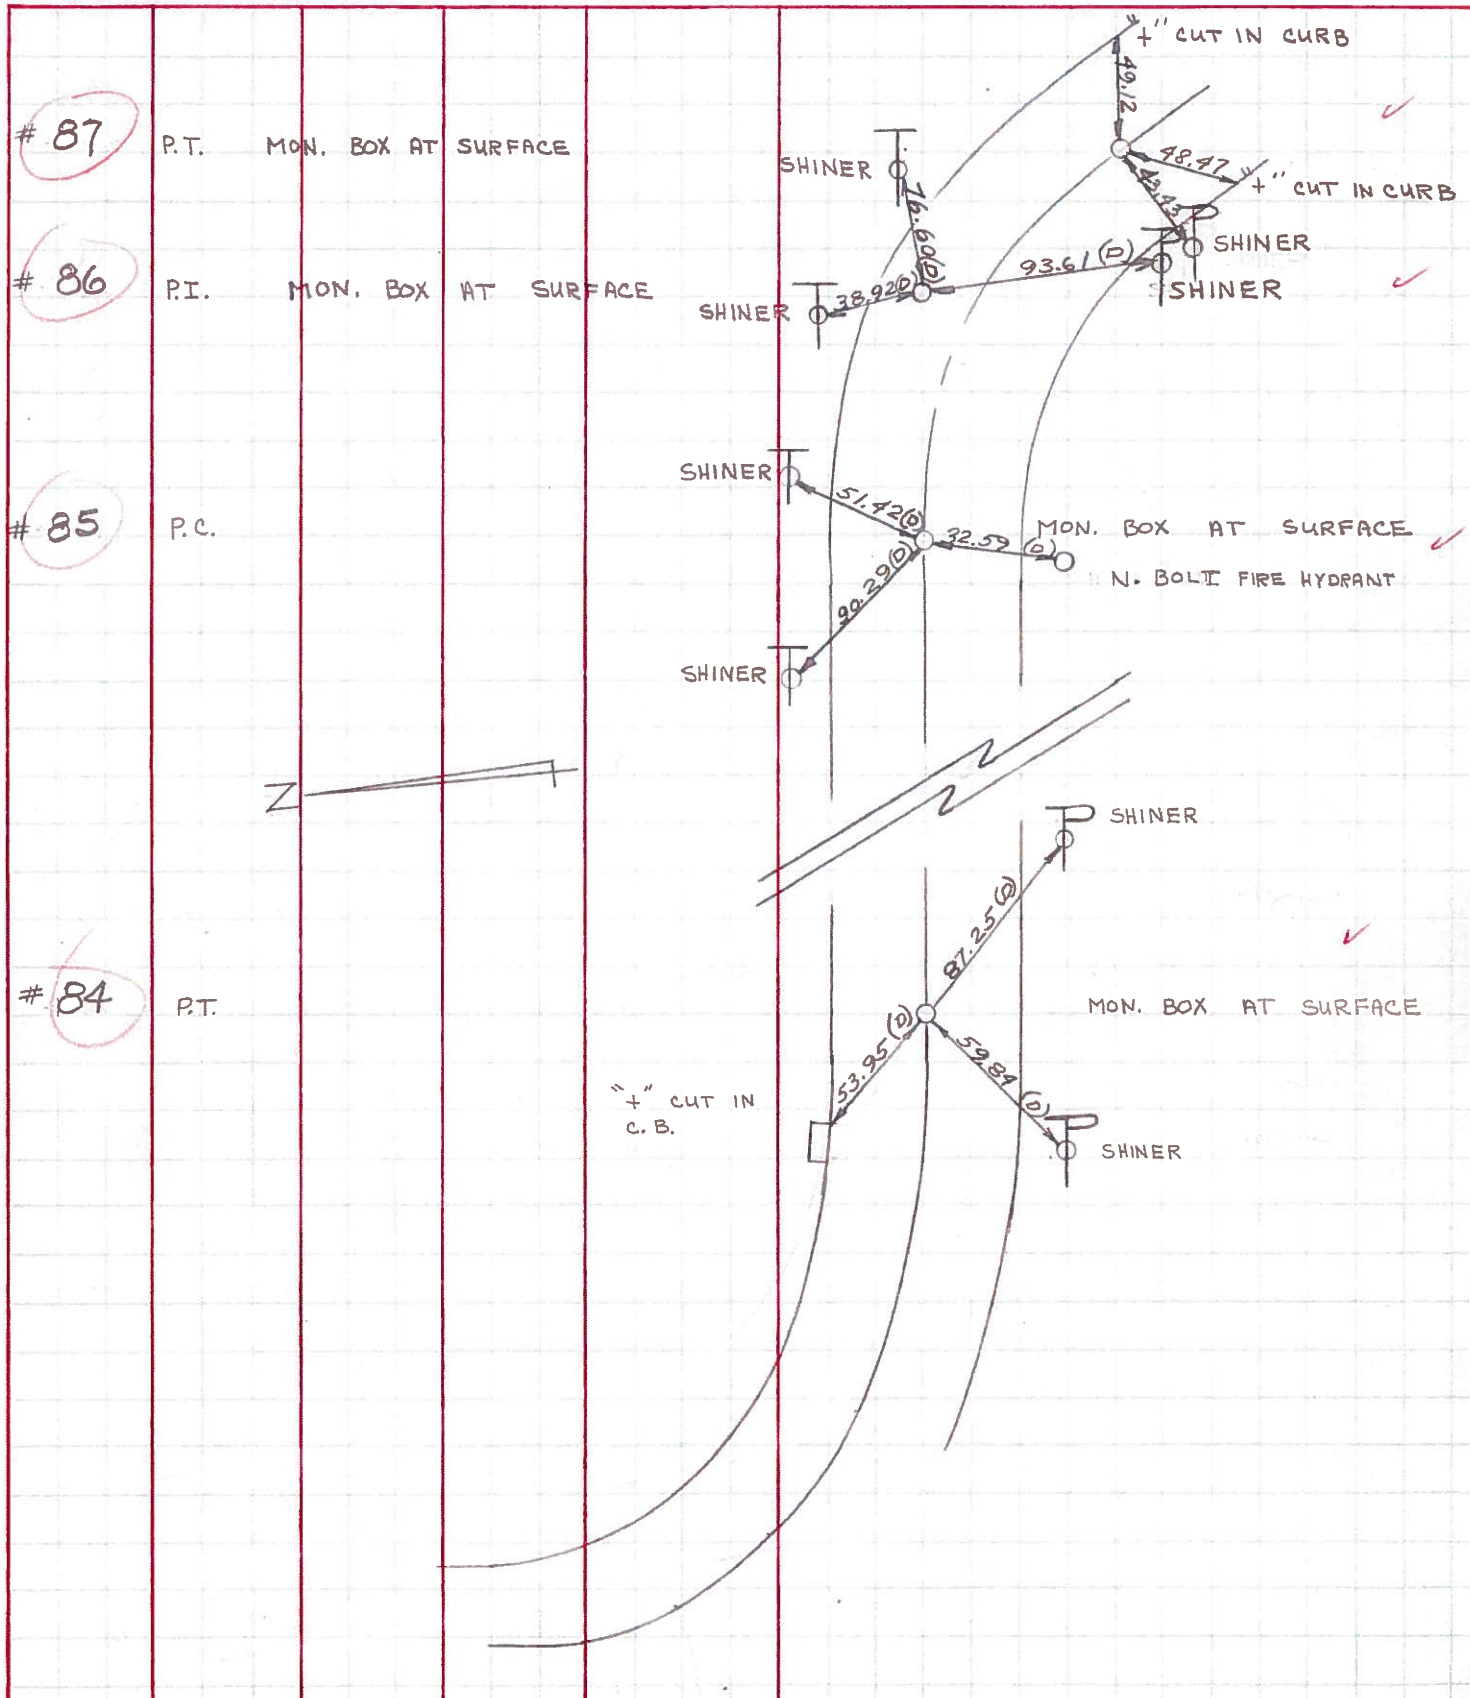 "+" CUT IN CURB
49.12
# 87 P.T. MON. BOX AT SURFACE
SHINER
48.47
"+" CUT IN CURB
43.43
SHINER
76.60(D)
93.61 (D)
SHINER
# 86 P.I. MON. BOX AT SURFACE
38.92(D)
SHINER
SHINER
51.42(D)
# 85 P.C.
32.59 (D)
MON. BOX AT SURFACE
N. BOLT FIRE HYDRANT
90.29(D)
SHINER
N
SHINER
87.25(D)
# 84 P.T.
MON. BOX AT SURFACE
53.95(D)
59.84 (D)
"+" CUT IN
C.B.
SHINER